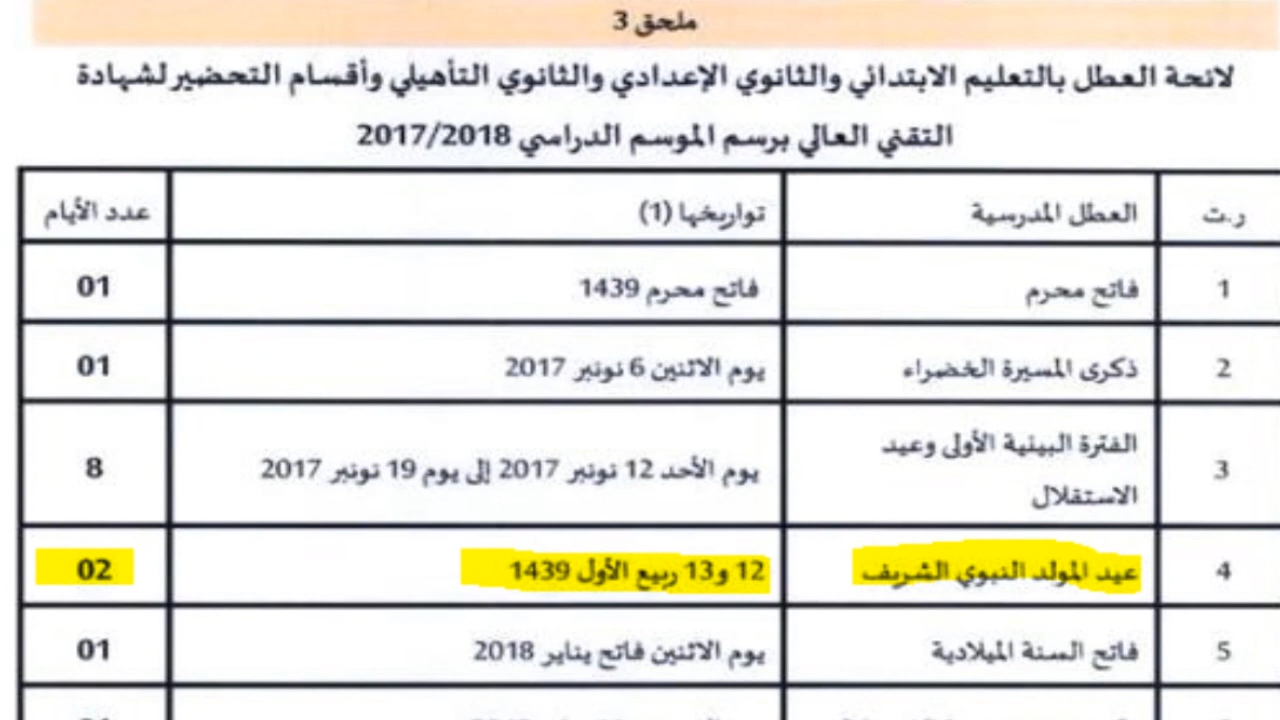 ملحق 3
لائحة العطل بالتعليم الابتدائي والثانوي الإعدادي والثانوي التأهيلي وأقسام التحضير لشهادة
التقني العالي برسم الموسم الدراسي 2017/2018
ر.ت العطل المدرسية تواريخها (1) عدد الأيام
1 فاتح محرم فاتح محرم 1439 01
2 ذكرى المسيرة الخضراء يوم الاثنين 6 نونبر 2017 01
3 الفترة البينية الأولى وعيد
الاستقلال يوم الأحد 12 نونبر 2017 إلى يوم 19 نونبر 2017 8
4 عيد المولد النبوي الشريف 12 و13 ربيع الأول 1439 02
5 فاتح السنة الميلادية يوم الاثنين فاتح يناير 2018 01